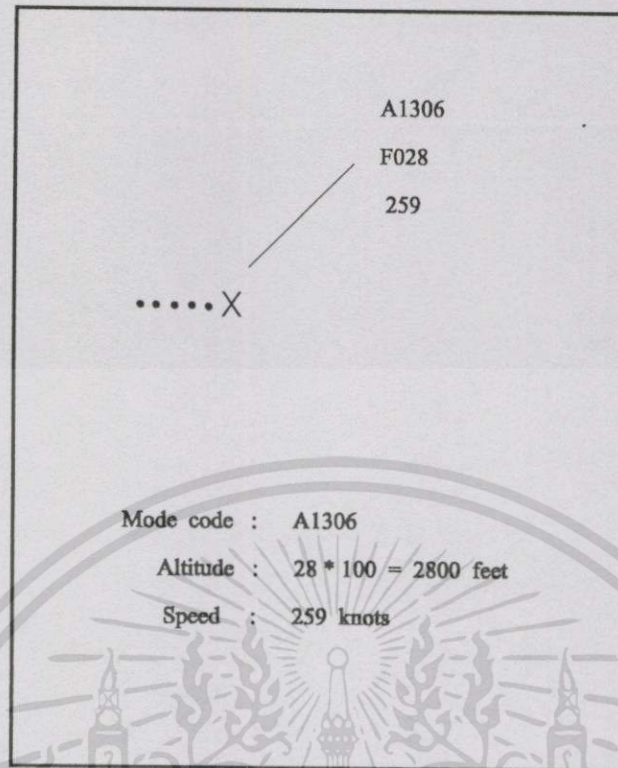 A1306
F028
259
X
Mode code : A1306
Altitude : 28 * 100 = 2800 feet
Speed : 259 knots